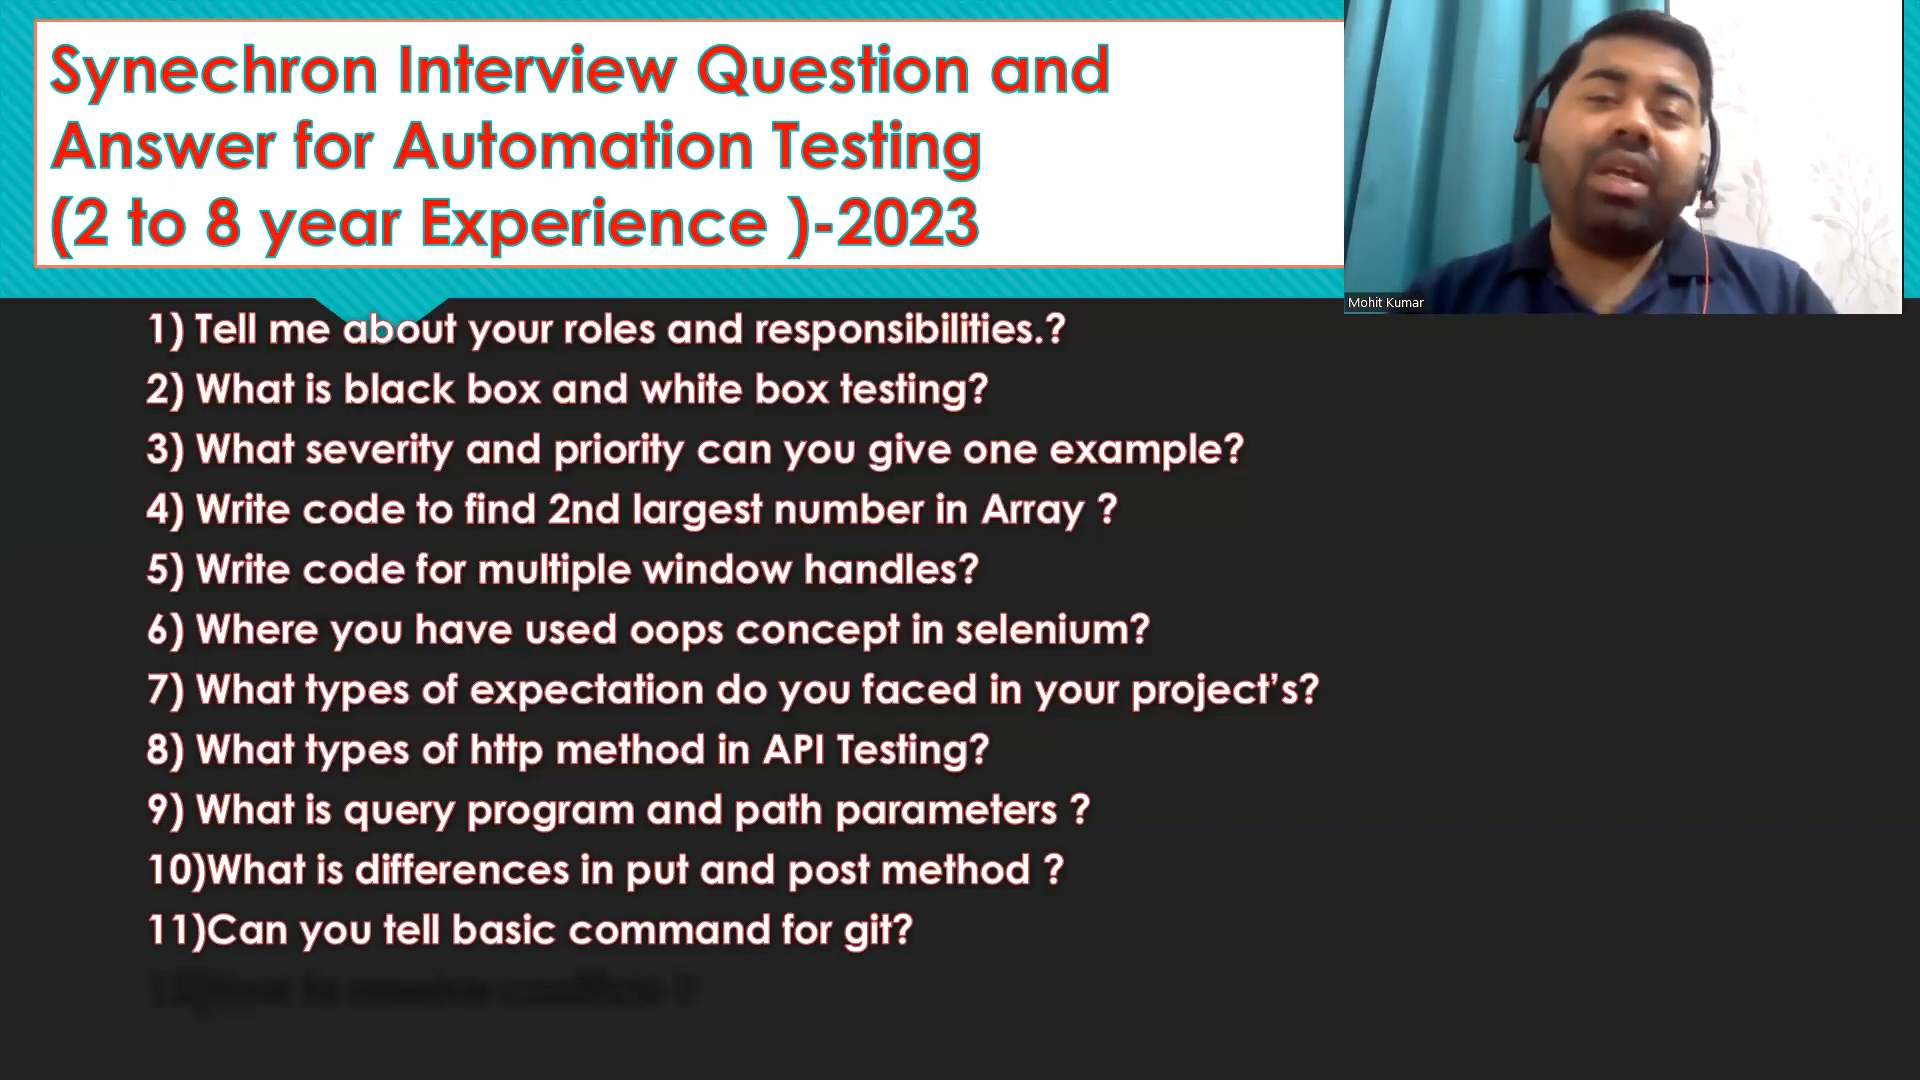 Synechron Interview Question and
Answer for Automation Testing
(2 to 8 year Experience )-2023
Mohit Kumar
1) Tell me about your roles and responsibilities.?
2) What is black box and white box testing?
3) What severity and priority can you give one example?
4) Write code to find 2nd largest number in Array ?
5) Write code for multiple window handles?
6) Where you have used oops concept in selenium?
7) What types of expectation do you faced in your project’s?
8) What types of http method in API Testing?
9) What is query program and path parameters ?
10)What is differences in put and post method ?
11)Can you tell basic command for git?